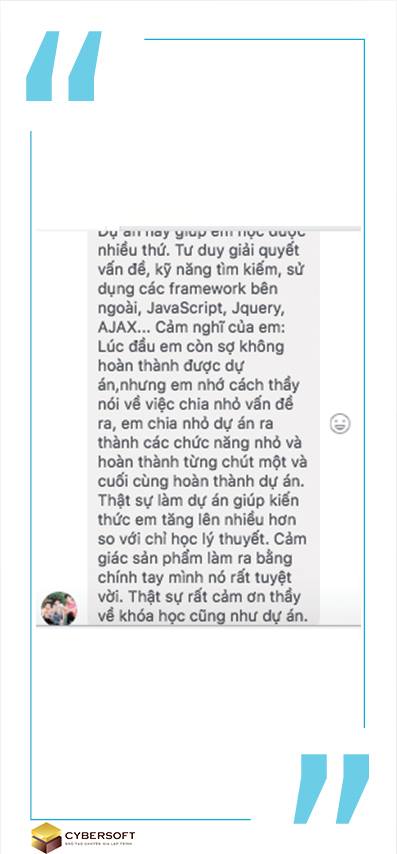 Dự án này giúp em học được
nhiều thứ. Tư duy giải quyết
vấn đề, kỹ năng tìm kiếm, sử
dụng các framework bên
ngoài, JavaScript, Jquery,
AJAX... Cảm nghĩ của em:
Lúc đầu em còn sợ không
hoàn thành được dự
án,nhưng em nhớ cách thầy
nói về việc chia nhỏ vấn đề
ra, em chia nhỏ dự án ra
thành các chức năng nhỏ và
hoàn thành từng chút một và
cuối cùng hoàn thành dự án.
Thật sự làm dự án giúp kiến
thức em tăng lên nhiều hơn
so với chỉ học lý thuyết. Cảm
giác sản phẩm làm ra bằng
chính tay mình nó rất tuyệt
vời. Thật sự rất cảm ơn thầy
về khóa học cũng như dự án.
CYBERSOFT
ĐÀO TẠO CHUYÊN GIA LẬP TRÌNH